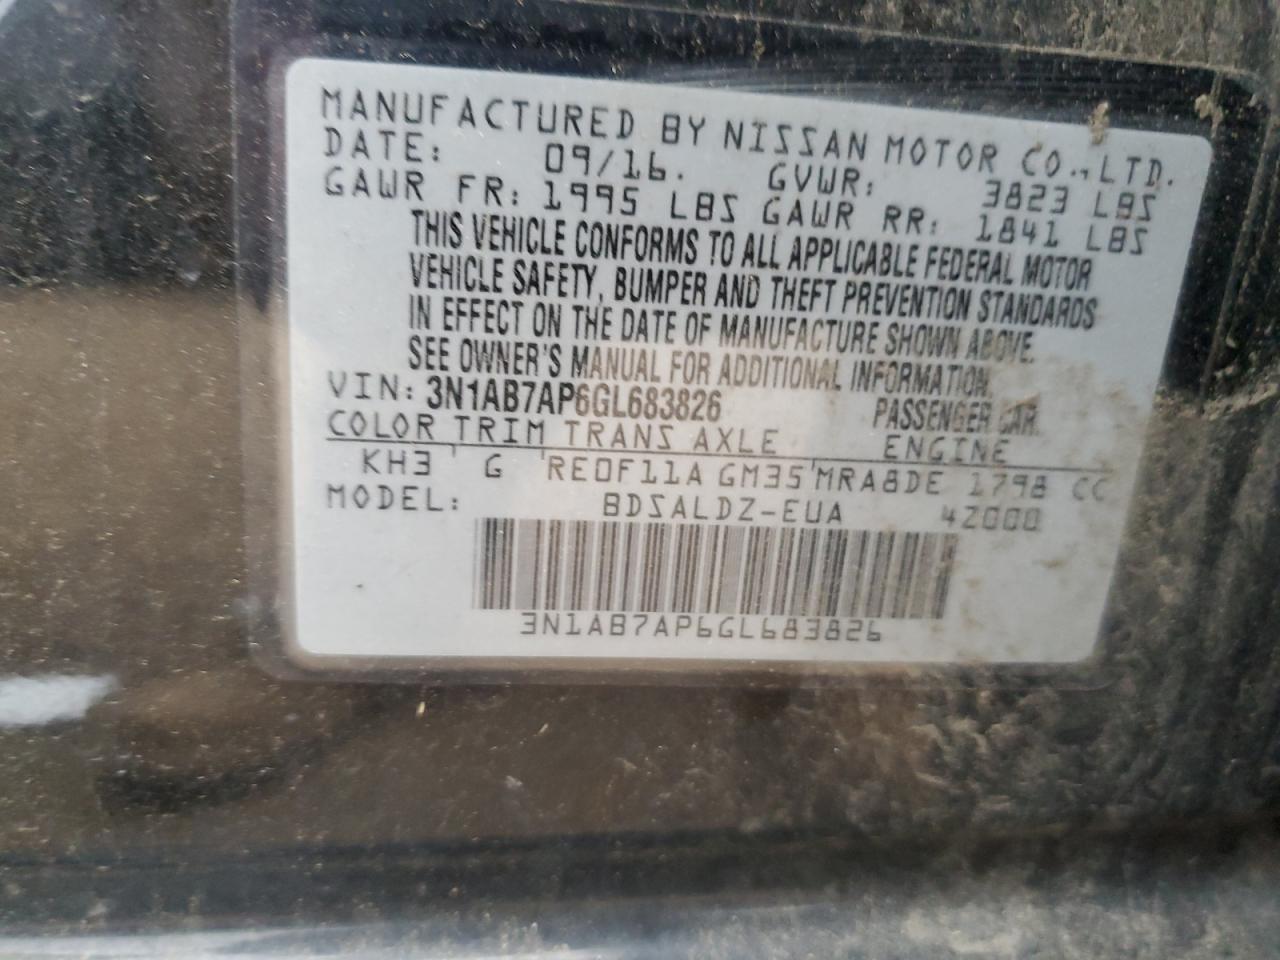 MANUFACTURED BY NISSAN MOTOR CO.,LTD.
DATE: 09/16. GVWR: 3823 LBS
GAWR FR: 1995 LBS GAWR RR: 1841 LBS
THIS VEHICLE CONFORMS TO ALL APPLICABLE FEDERAL MOTOR
VEHICLE SAFETY, BUMPER AND THEFT PREVENTION STANDARDS
IN EFFECT ON THE DATE OF MANUFACTURE SHOWN ABOVE.
SEE OWNER'S MANUAL FOR ADDITIONAL INFORMATION.
VIN: 3N1AB7AP6GL683826 PASSENGER CAR.
COLOR TRIM TRANS AXLE ENGINE
KH3 ' G 'RE0F11A GM35'MRA8DE 1798 CC
MODEL: BDSALDZ-EUA 42000
3N1AB7AP6GL683826